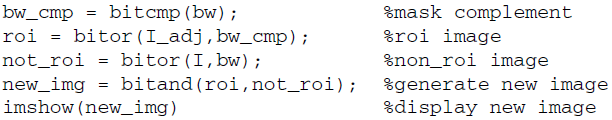 bw_cmp = bitcmp(bw); %mask complement
roi = bitor(I_adj,bw_cmp); %roi image
not_roi = bitor(I,bw); %non_roi image
new_img = bitand(roi,not_roi); %generate new image
imshow(new_img) %display new image